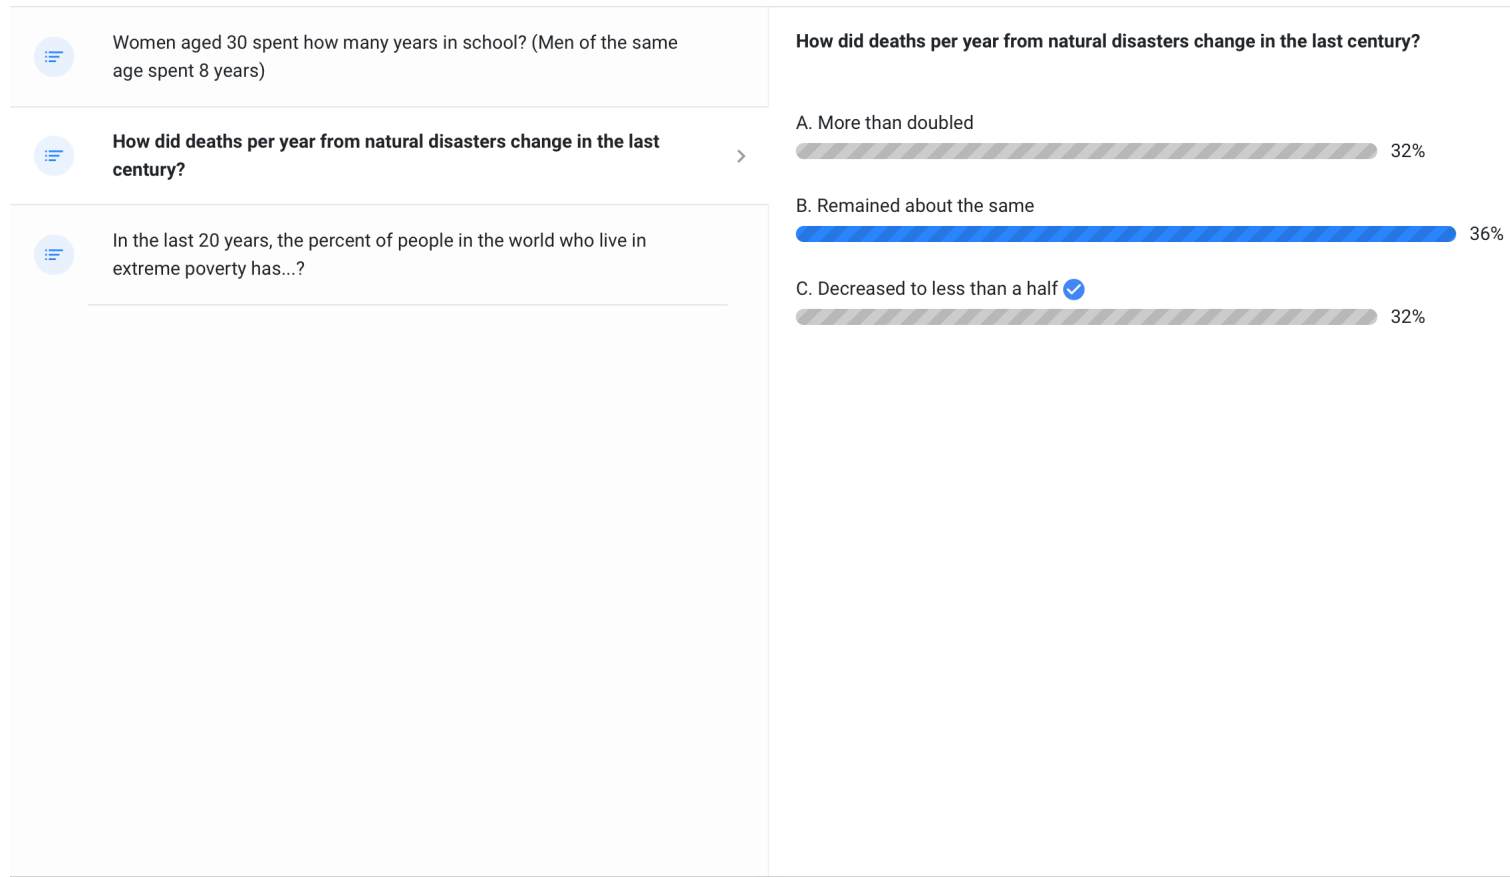 Women aged 30 spent how many years in school? (Men of the same
age spent 8 years)
How did deaths per year from natural disasters change in the last
century?
In the last 20 years, the percent of people in the world who live in
extreme poverty has...?
How did deaths per year from natural disasters change in the last century?
A. More than doubled
32%
B. Remained about the same
36%
C. Decreased to less than a half
32%